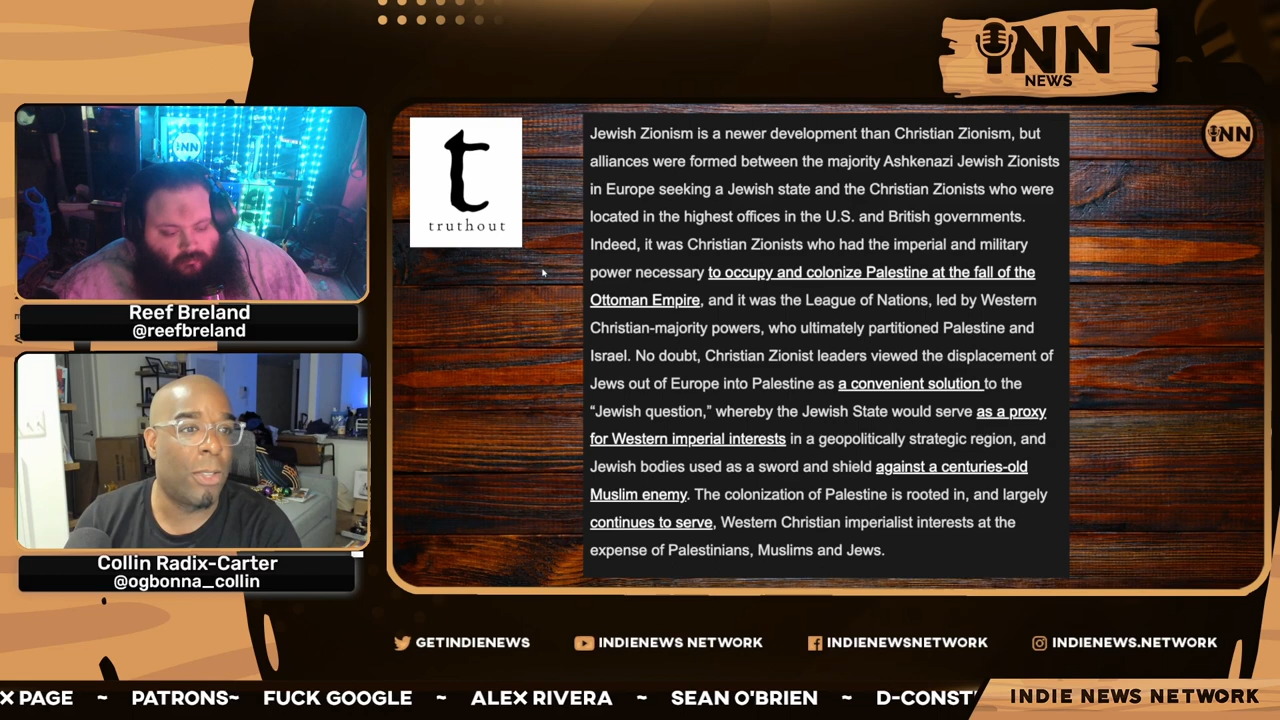 iNN
NEWS
iNN
Reef Breland
@reefbreland
Collin Radix-Carter
@ogbonna_collin
t
truthout
Jewish Zionism is a newer development than Christian Zionism, but
alliances were formed between the majority Ashkenazi Jewish Zionists
in Europe seeking a Jewish state and the Christian Zionists who were
located in the highest offices in the U.S. and British governments.
Indeed, it was Christian Zionists who had the imperial and military
power necessary to occupy and colonize Palestine at the fall of the
Ottoman Empire, and it was the League of Nations, led by Western
Christian-majority powers, who ultimately partitioned Palestine and
Israel. No doubt, Christian Zionist leaders viewed the displacement of
Jews out of Europe into Palestine as a convenient solution to the
“Jewish question,” whereby the Jewish State would serve as a proxy
for Western imperial interests in a geopolitically strategic region, and
Jewish bodies used as a sword and shield against a centuries-old
Muslim enemy. The colonization of Palestine is rooted in, and largely
continues to serve, Western Christian imperialist interests at the
expense of Palestinians, Muslims and Jews.
iNN
GETINDIENEWS INDIENEWS NETWORK INDIENEWSNETWORK INDIENEWS.NETWORK
X PAGE ~ PATRONS~ FUCK GOOGLE ~ ALEX RIVERA ~ SEAN O'BRIEN ~ D-CONST
INDIE NEWS NETWORK